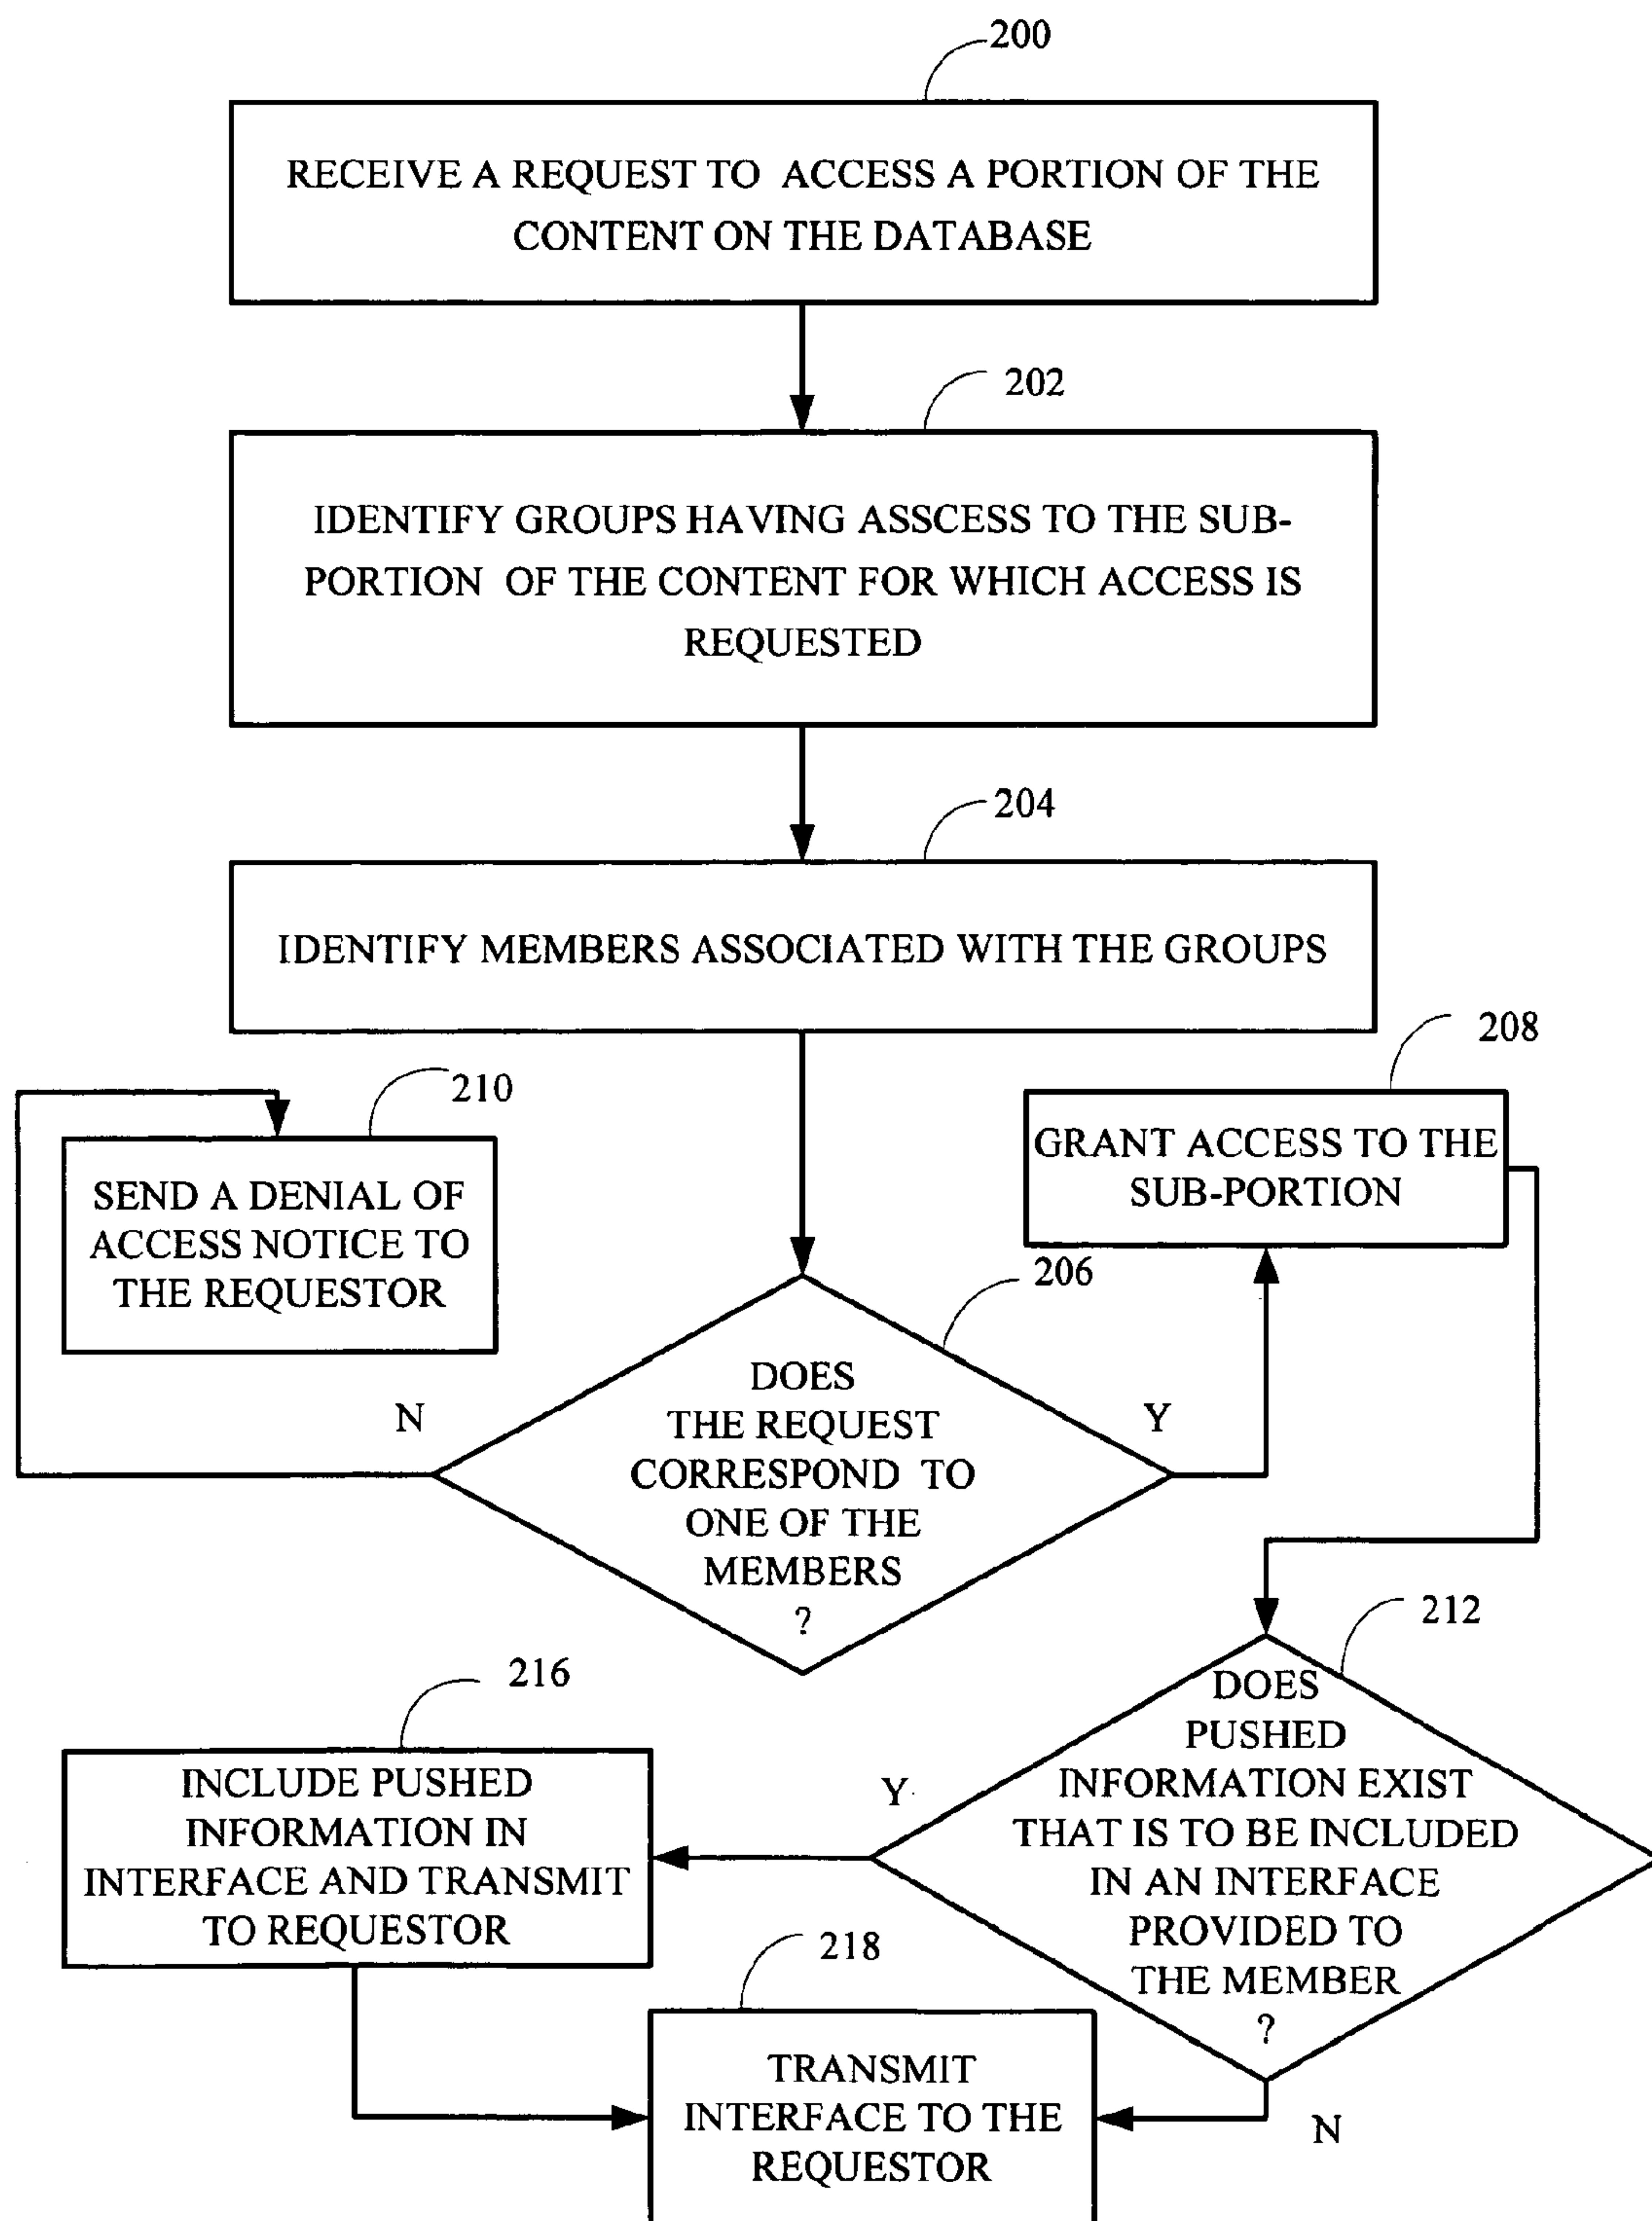 200
RECEIVE A REQUEST TO ACCESS A PORTION OF THE
CONTENT ON THE DATABASE
202
IDENTIFY GROUPS HAVING ASSCESS TO THE SUB-
PORTION OF THE CONTENT FOR WHICH ACCESS IS
REQUESTED
204
IDENTIFY MEMBERS ASSOCIATED WITH THE GROUPS
208
GRANT ACCESS TO THE
SUB-PORTION
210
SEND A DENIAL OF
ACCESS NOTICE TO
THE REQUESTOR
206
DOES
THE REQUEST
CORRESPOND TO
ONE OF THE
MEMBERS
?
N
Y
212
DOES
PUSHED
INFORMATION EXIST
THAT IS TO BE INCLUDED
IN AN INTERFACE
PROVIDED TO
THE MEMBER
?
Y
N
216
INCLUDE PUSHED
INFORMATION IN
INTERFACE AND TRANSMIT
TO REQUESTOR
218
TRANSMIT
INTERFACE TO THE
REQUESTOR